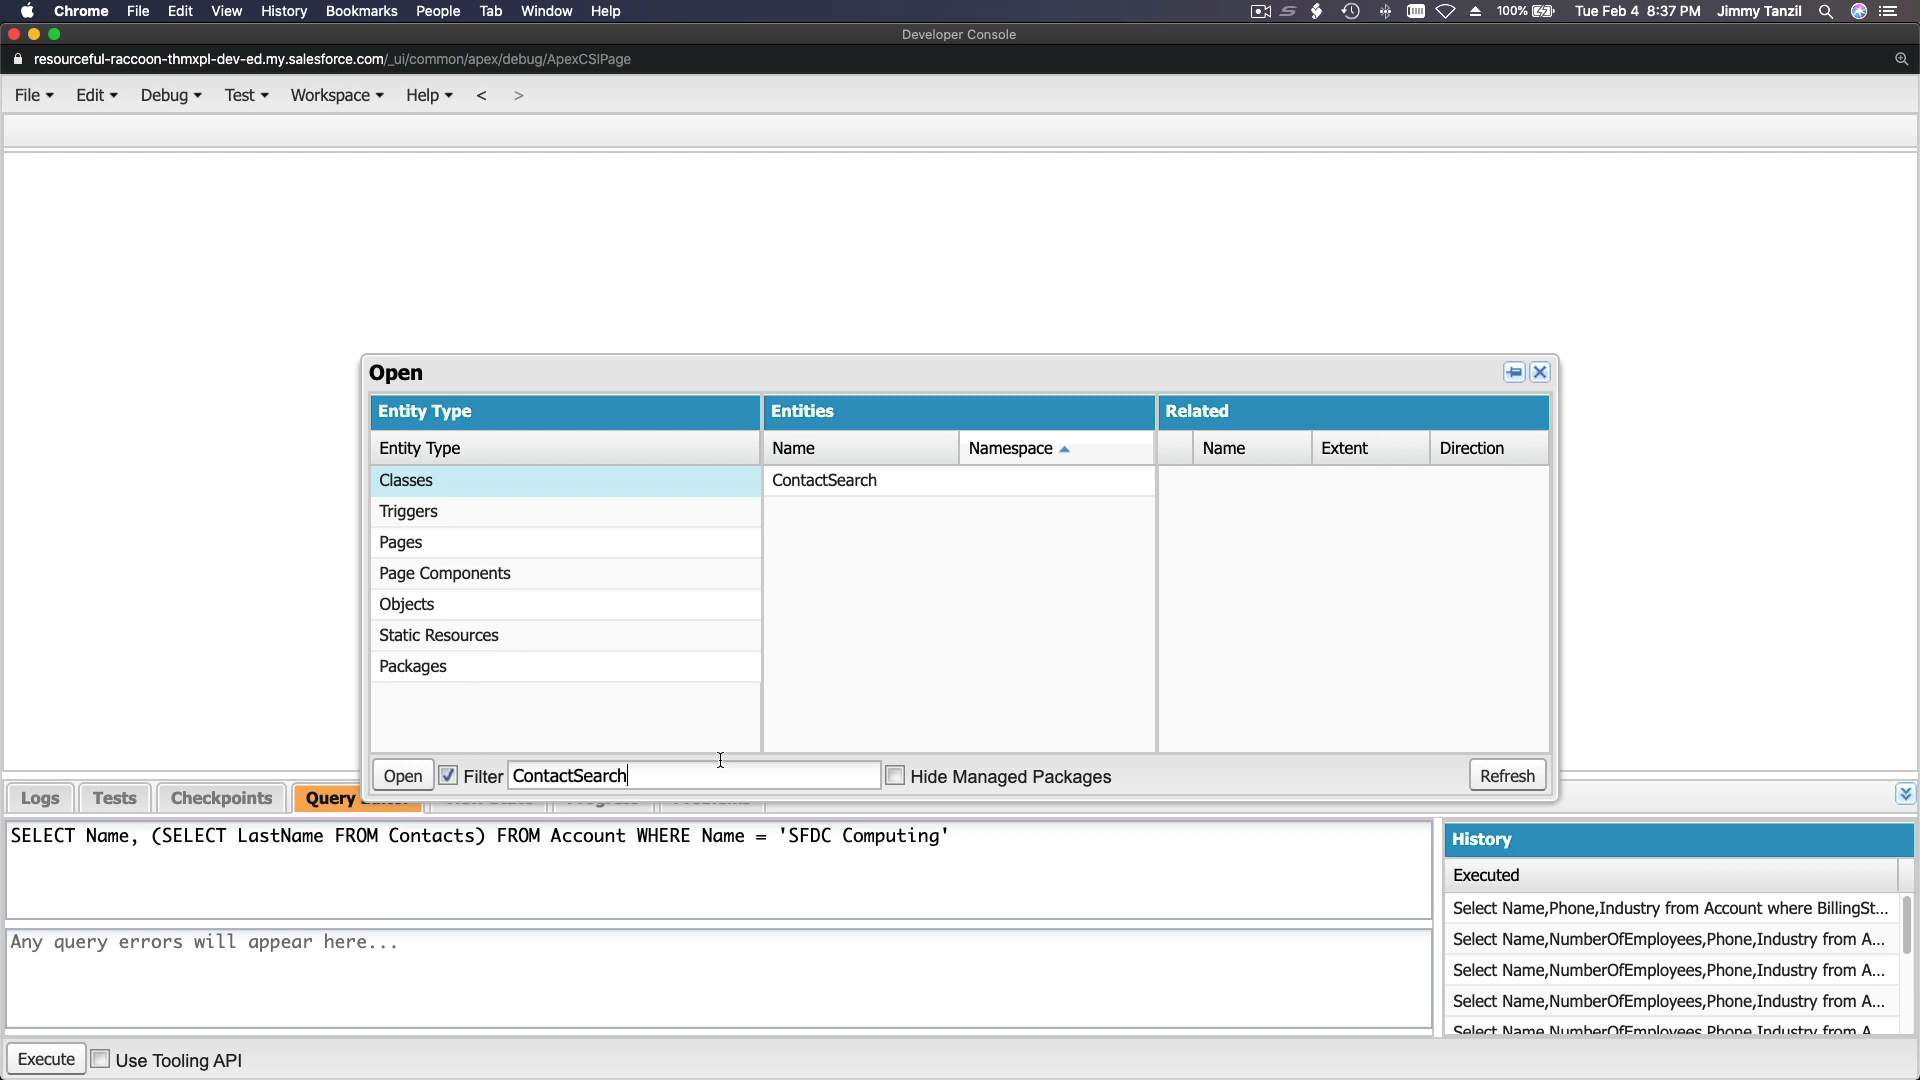 Chrome File Edit View History Bookmarks People Tab Window Help 100% Tue Feb 4 8:37 PM Jimmy Tanzil
Developer Console
resourceful-raccoon-thmxpl-dev-ed.my.salesforce.com/_ui/common/apex/debug/ApexCSIPage
File Edit Debug Test Workspace Help < >
Open
Entity Type Entities Related
Entity Type Name Namespace Name Extent Direction
Classes ContactSearch
Triggers
Pages
Page Components
Objects
Static Resources
Packages
Open Filter ContactSearch Hide Managed Packages Refresh
Logs Tests Checkpoints Query
SELECT Name, (SELECT LastName FROM Contacts) FROM Account WHERE Name = 'SFDC Computing'
Any query errors will appear here...
History
Executed
Select Name,Phone,Industry from Account where BillingSt...
Select Name,NumberOfEmployees,Phone,Industry from A...
Select Name,NumberOfEmployees,Phone,Industry from A...
Select Name,NumberOfEmployees,Phone,Industry from A...
Select Name,NumberOfEmployees,Phone,Industry from A...
Execute Use Tooling API